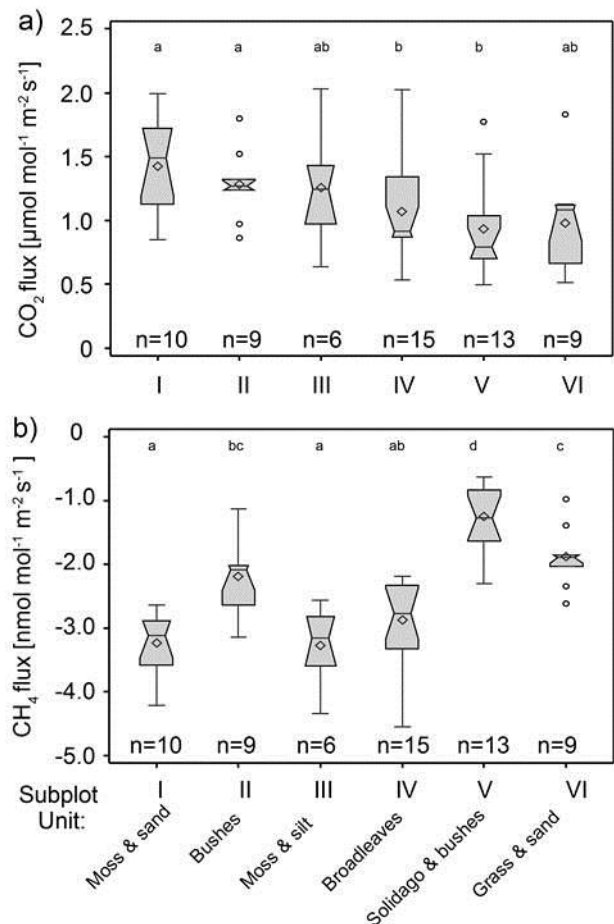 a)
CO₂ flux [µmol mol⁻¹ m⁻² s⁻¹]
2.5
2.0
1.5
1.0
0.5
0
a a ab b b ab
n=10 n=9 n=6 n=15 n=13 n=9
I II III IV V VI
b)
CH₄ flux [nmol mol⁻¹ m⁻² s⁻¹]
0
-1.0
-2.0
-3.0
-4.0
-5.0
a bc a ab d c
n=10 n=9 n=6 n=15 n=13 n=9
Subplot I II III IV V VI
Unit:
Moss & sand
Bushes
Moss & silt
Broadleaves
Solidago & bushes
Grass & sand